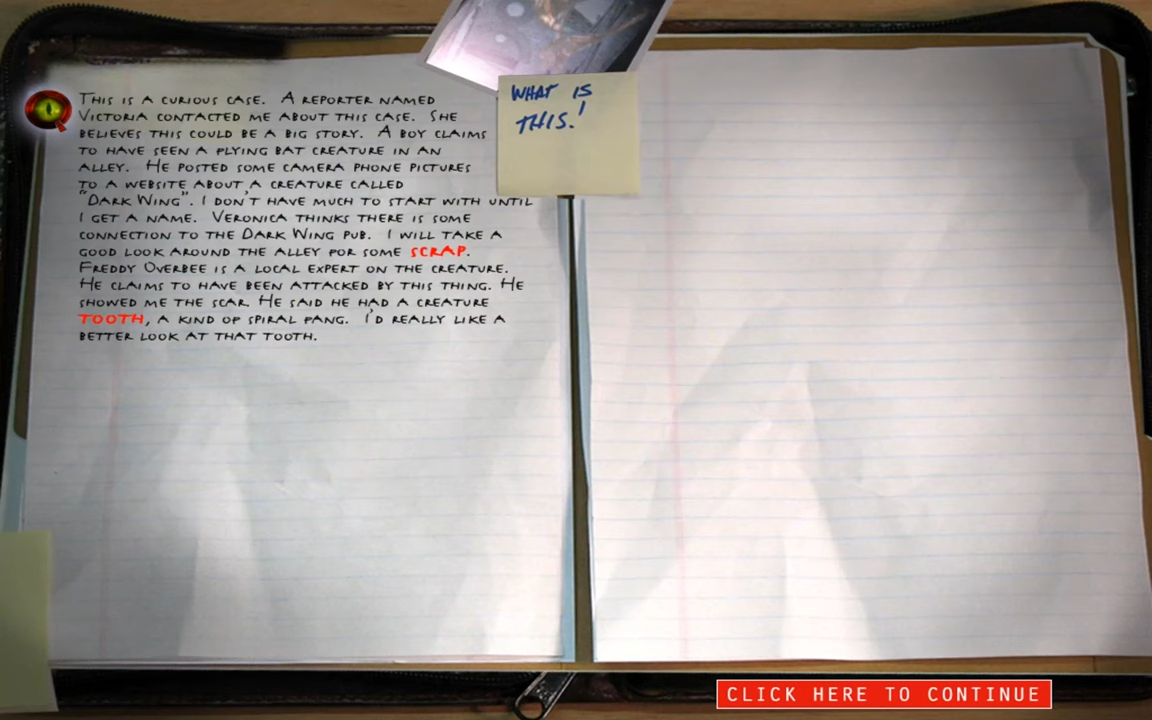 This is a curious case. A reporter named
Victoria contacted me about this case. She
believes this could be a big story. A boy claims
to have seen a flying bat creature in an
alley. He posted some camera phone pictures
to a website about a creature called
"Dark Wing". I don't have much to start with until
I get a name. Veronica thinks there is some
connection to the Dark Wing pub. I will take a
good look around the alley for some SCRAP.
Freddy Overbee is a local expert on the creature.
He claims to have been attacked by this thing. He
showed me the scar. He said he had a creature
TOOTH, a kind of spiral fang. I'd really like a
better look at that tooth.
WHAT IS
THIS!
CLICK HERE TO CONTINUE